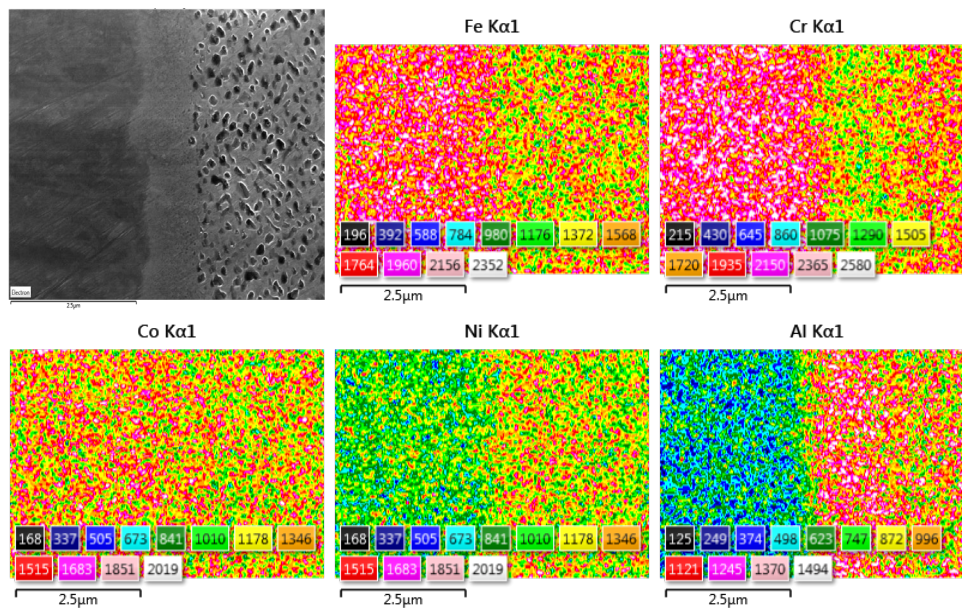 Fe Kα1
Cr Kα1
Electron
2.5µm
196 392 588 784 980 1176 1372 1568
1764 1960 2156 2352
2.5µm
215 430 645 860 1075 1290 1505
1720 1935 2150 2365 2580
2.5µm
Co Kα1
Ni Kα1
Al Kα1
168 337 505 673 841 1010 1178 1346
1515 1683 1851 2019
2.5µm
168 337 505 673 841 1010 1178 1346
1515 1683 1851 2019
2.5µm
125 249 374 498 623 747 872 996
1121 1245 1370 1494
2.5µm